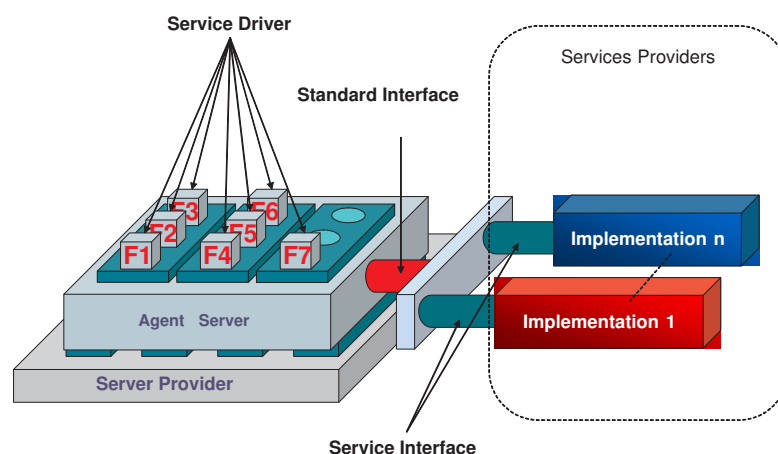 Service Driver
Services Providers
Standard Interface
F3
F6
F2
F5
F1
F4
F7
Implementation n
Agent Server
Implementation 1
Server Provider
Service Interface